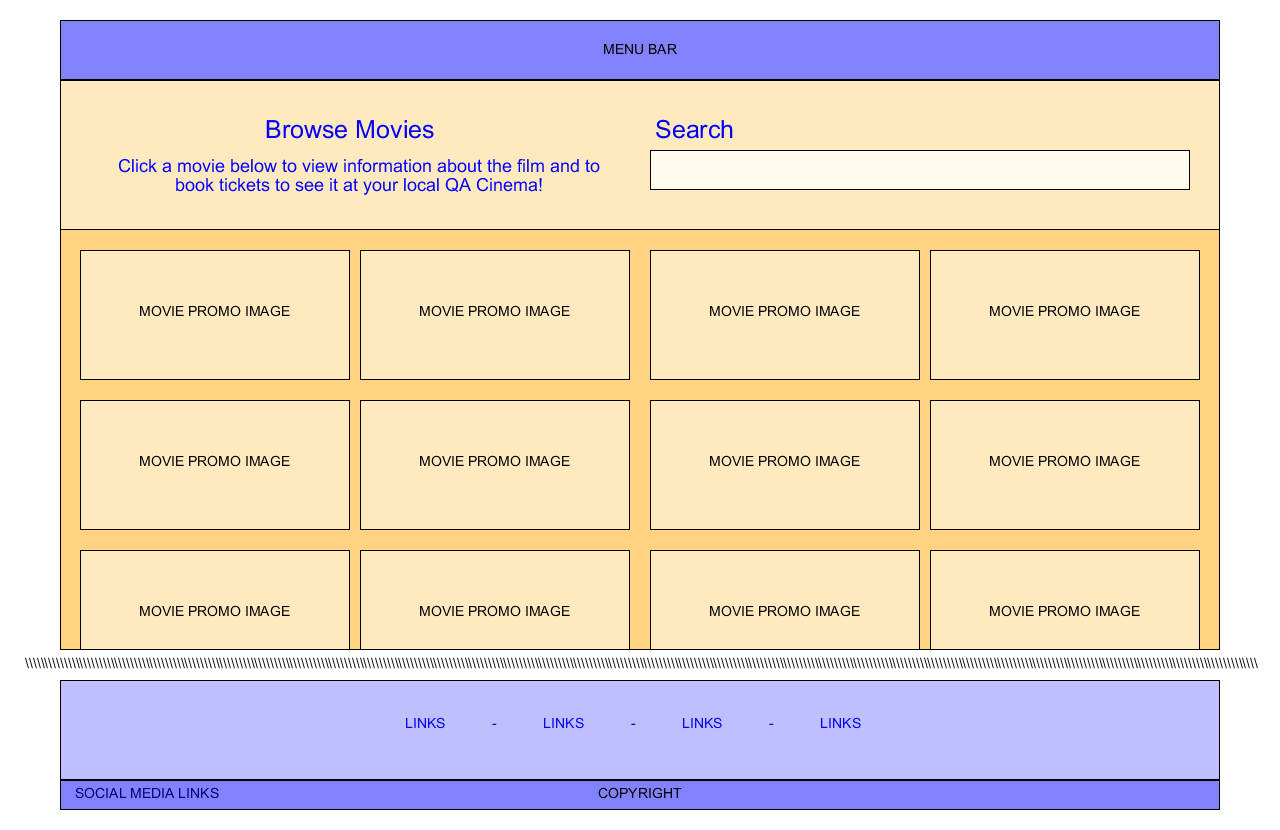 MENU BAR
Browse Movies
Click a movie below to view information about the film and to
book tickets to see it at your local QA Cinema!
Search
MOVIE PROMO IMAGE MOVIE PROMO IMAGE MOVIE PROMO IMAGE MOVIE PROMO IMAGE
MOVIE PROMO IMAGE MOVIE PROMO IMAGE MOVIE PROMO IMAGE MOVIE PROMO IMAGE
MOVIE PROMO IMAGE MOVIE PROMO IMAGE MOVIE PROMO IMAGE MOVIE PROMO IMAGE
LINKS - LINKS - LINKS - LINKS
SOCIAL MEDIA LINKS COPYRIGHT